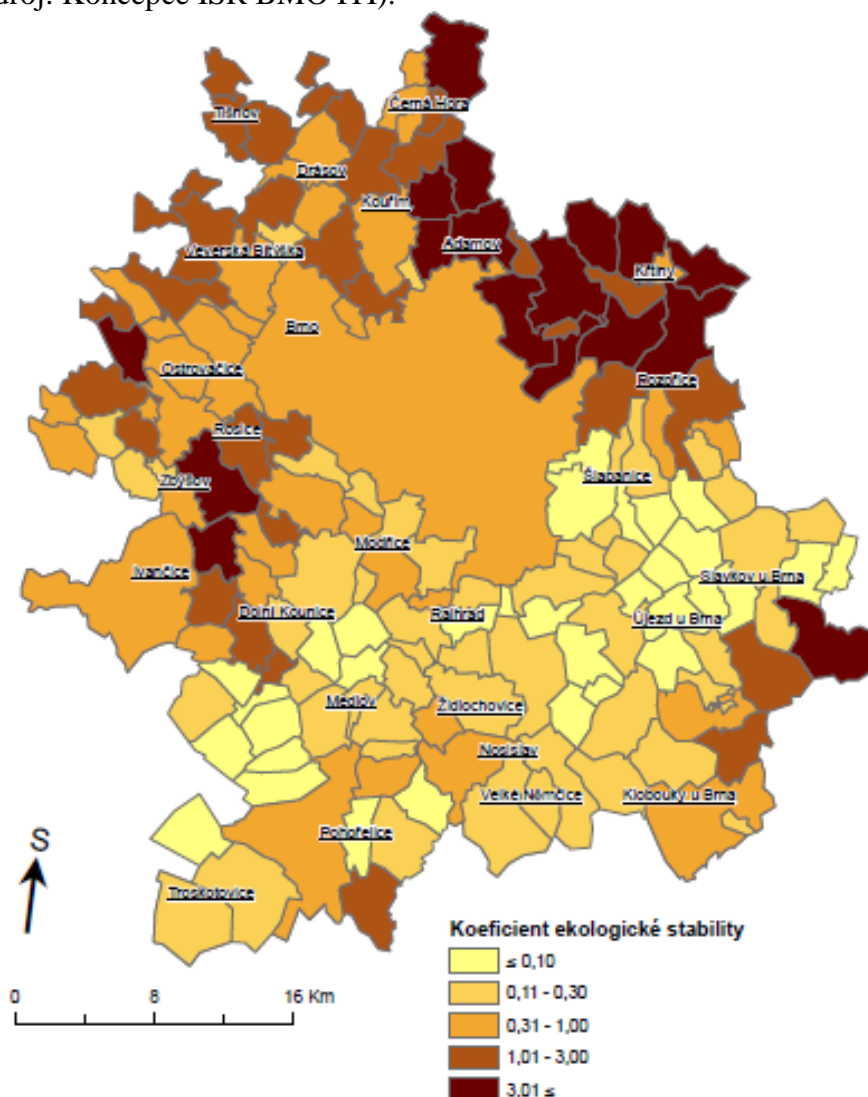 droj: Koncepce ISR BMO ITI).
Tišnov
Černá Hora
Drásov
Kouřim
Adamov
Veverská Bítýška
Křtiny
Brno
Ostrovačice
Pozořice
Rosice
Zbýšov
Šlapanice
Modřice
Ivančice
Slavkov u Brna
Dolní Kounice
Rajhrad
Újezd u Brna
Medlov
Židlochovice
Nosislav
Velké Němčice
Klobouky u Brna
Pohořelice
Troskotovice
S
0 8 16 Km
Koeficient ekologické stability
≤ 0,10
0,11 - 0,30
0,31 - 1,00
1,01 - 3,00
3,01 ≤